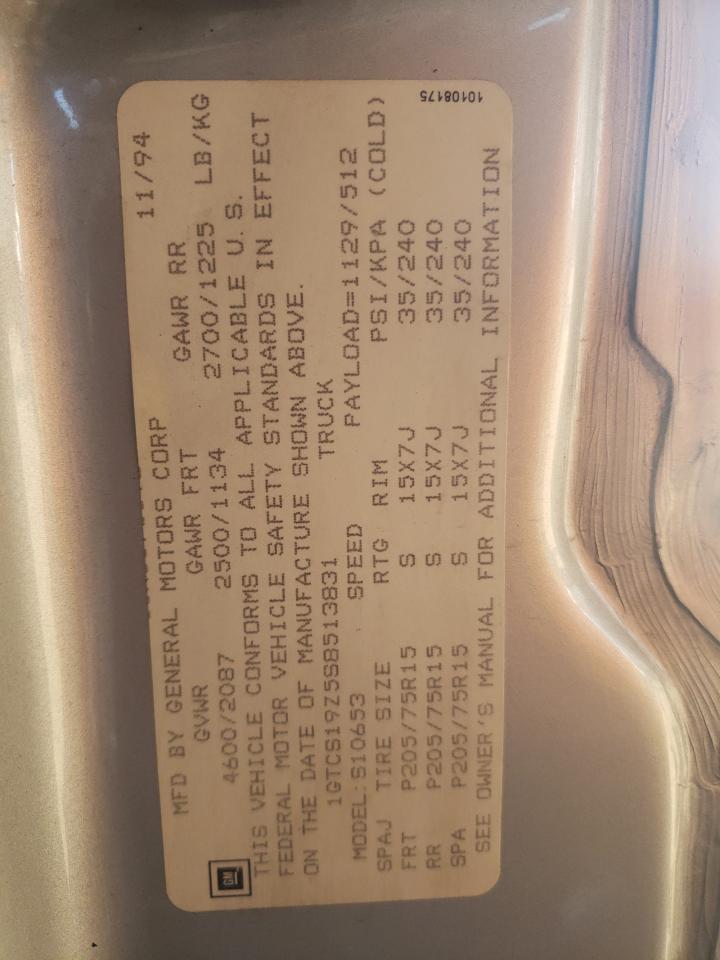 MFD BY GENERAL MOTORS CORP 11/94
GVWR GAWR FRT GAWR RR
4600/2087 2500/1134 2700/1225 LB/KG
THIS VEHICLE CONFORMS TO ALL APPLICABLE U.S.
FEDERAL MOTOR VEHICLE SAFETY STANDARDS IN EFFECT
ON THE DATE OF MANUFACTURE SHOWN ABOVE.
1GTCS19Z5S8513831 TRUCK
MODEL:S10653 SPEED PAYLOAD=1129/512
SPAJ TIRE SIZE RTG RIM PSI/KPA (COLD)
FRT P205/75R15 S 15X7J 35/240
RR P205/75R15 S 15X7J 35/240
SPA P205/75R15 S 15X7J 35/240
SEE OWNER'S MANUAL FOR ADDITIONAL INFORMATION
GM
10108175